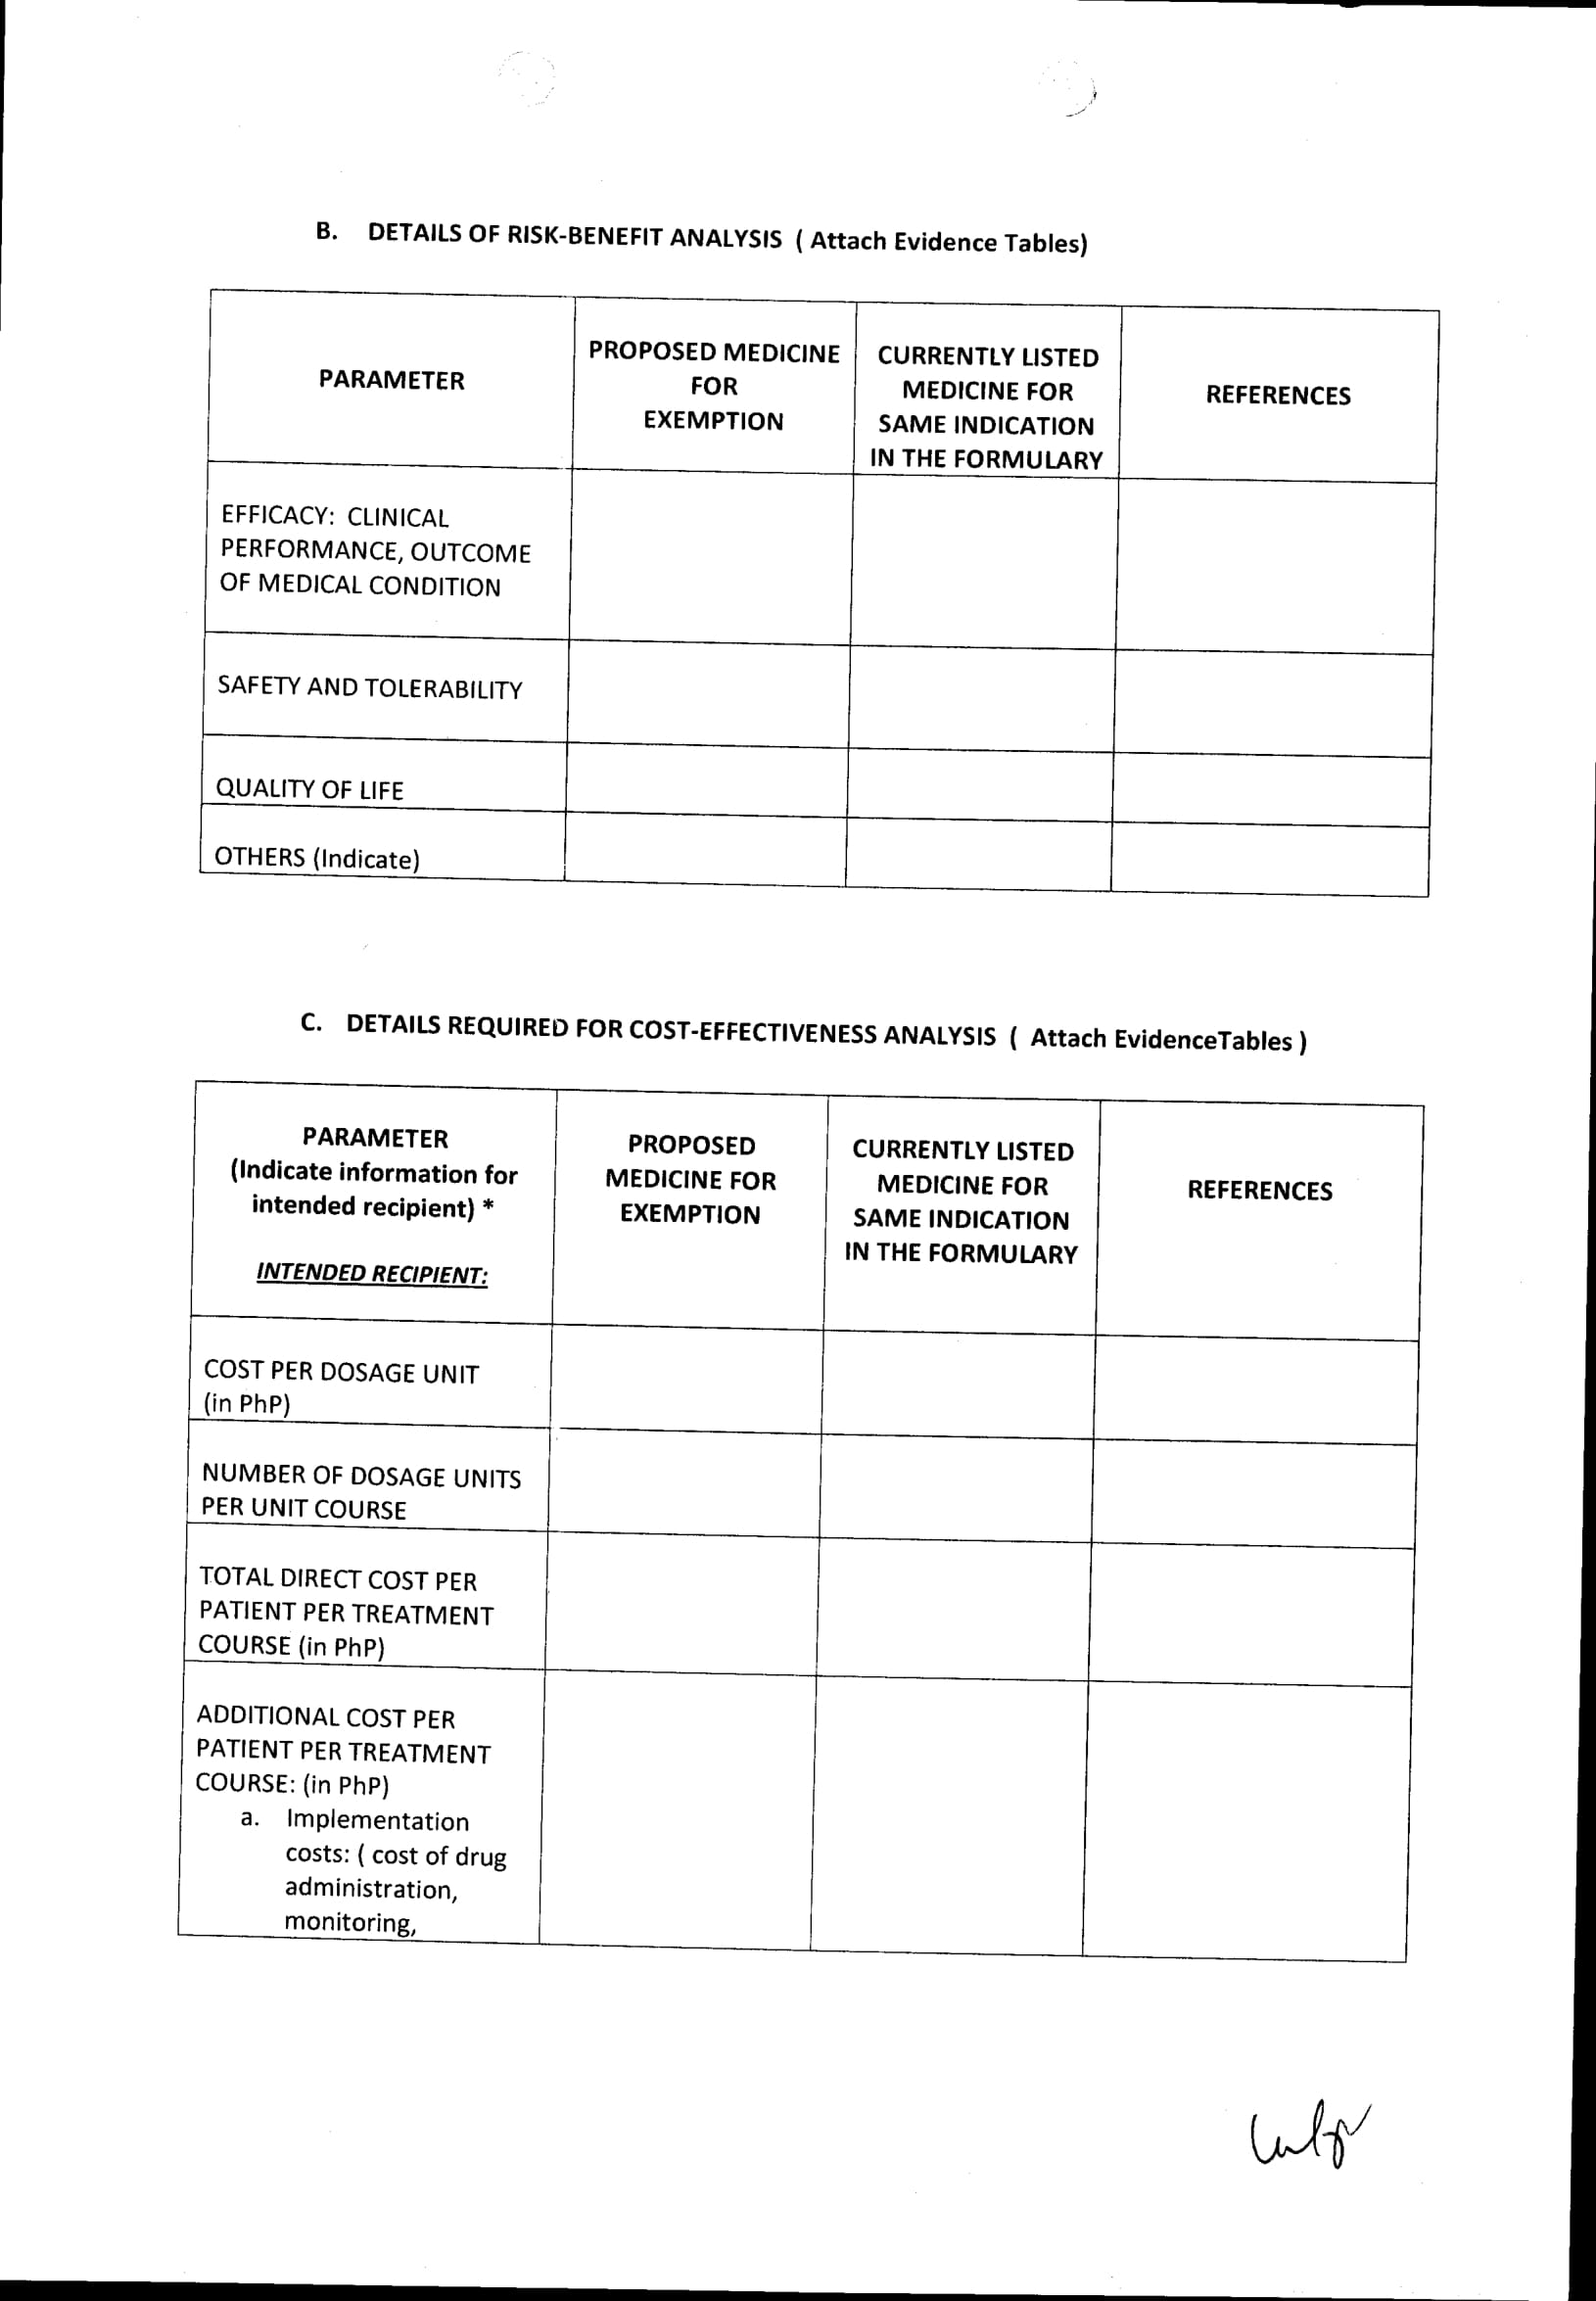 B. DETAILS OF RISK-BENEFIT ANALYSIS ( Attach Evidence Tables)
PARAMETER
PROPOSED MEDICINE
FOR
EXEMPTION
CURRENTLY LISTED
MEDICINE FOR
SAME INDICATION
IN THE FORMULARY
REFERENCES
EFFICACY: CLINICAL
PERFORMANCE, OUTCOME
OF MEDICAL CONDITION
SAFETY AND TOLERABILITY
QUALITY OF LIFE
OTHERS (Indicate)
C. DETAILS REQUIRED FOR COST-EFFECTIVENESS ANALYSIS ( Attach EvidenceTables )
PARAMETER
(Indicate information for
intended recipient) *
INTENDED RECIPIENT:
PROPOSED
MEDICINE FOR
EXEMPTION
CURRENTLY LISTED
MEDICINE FOR
SAME INDICATION
IN THE FORMULARY
REFERENCES
COST PER DOSAGE UNIT
(in PhP)
NUMBER OF DOSAGE UNITS
PER UNIT COURSE
TOTAL DIRECT COST PER
PATIENT PER TREATMENT
COURSE (in PhP)
ADDITIONAL COST PER
PATIENT PER TREATMENT
COURSE: (in PhP)
a. Implementation
costs: ( cost of drug
administration,
monitoring,